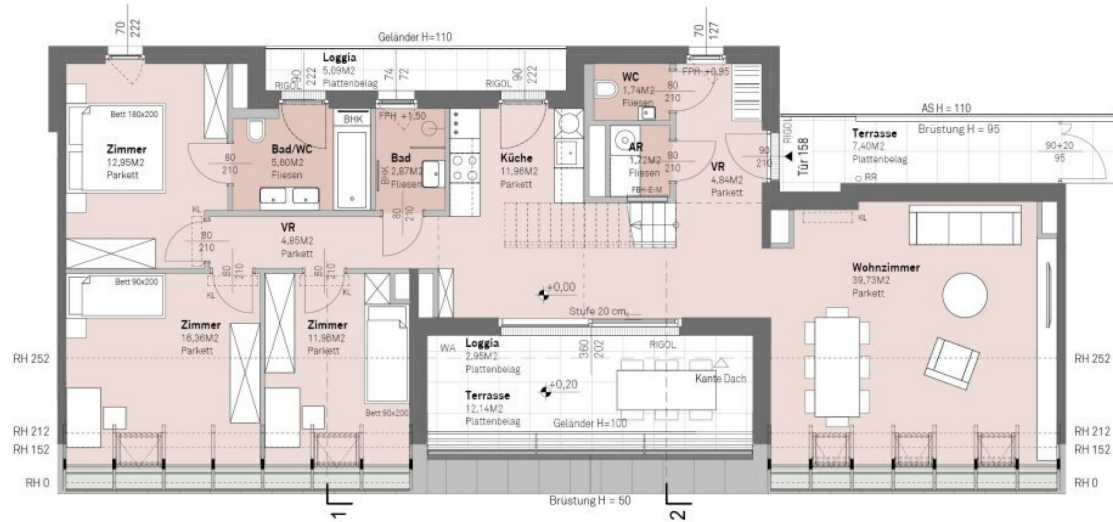 70
222
Geländer H=110
70
127
Loggia
5,09M2
Plattenbelag
RIGOL
90
222
74
72
RIGOL
90
222
WC
1,74M2
Fliesen
FPH +0,95
80
210
AS H = 110
Bett 180x200
BHK
FPH +1,50
RIGOL
Brüstung H = 95
Terrasse
7,40M2
Plattenbelag
90+20
95
Zimmer
12,95M2
Parkett
80
210
Bad/WC
5,60M2
Fliesen
Bad
2,87M2
Fliesen
BHK
Küche
11,96M2
Parkett
AR
1,72M2
Fliesen
FBH-E-M
80
210
VR
4,84M2
Parkett
90
210
Tür 158
RR
KL
80
210
VR
4,85M2
Parkett
80
210
KL
80
210
KL
80
210
KL
Bett 90x200
Zimmer
16,36M2
Parkett
Zimmer
11,96M2
Parkett
Bett 90x200
+0,00
Stufe 20 cm
Wohnzimmer
39,73M2
Parkett
WA
Loggia
2,95M2
Plattenbelag
360
202
RIGOL
Kante Dach
Terrasse
12,14M2
Plattenbelag
+0,20
Geländer H=100
RH 252
RH 252
RH 212
RH 212
RH 152
RH 152
RH 0
RH 0
1
Brüstung H = 50
2